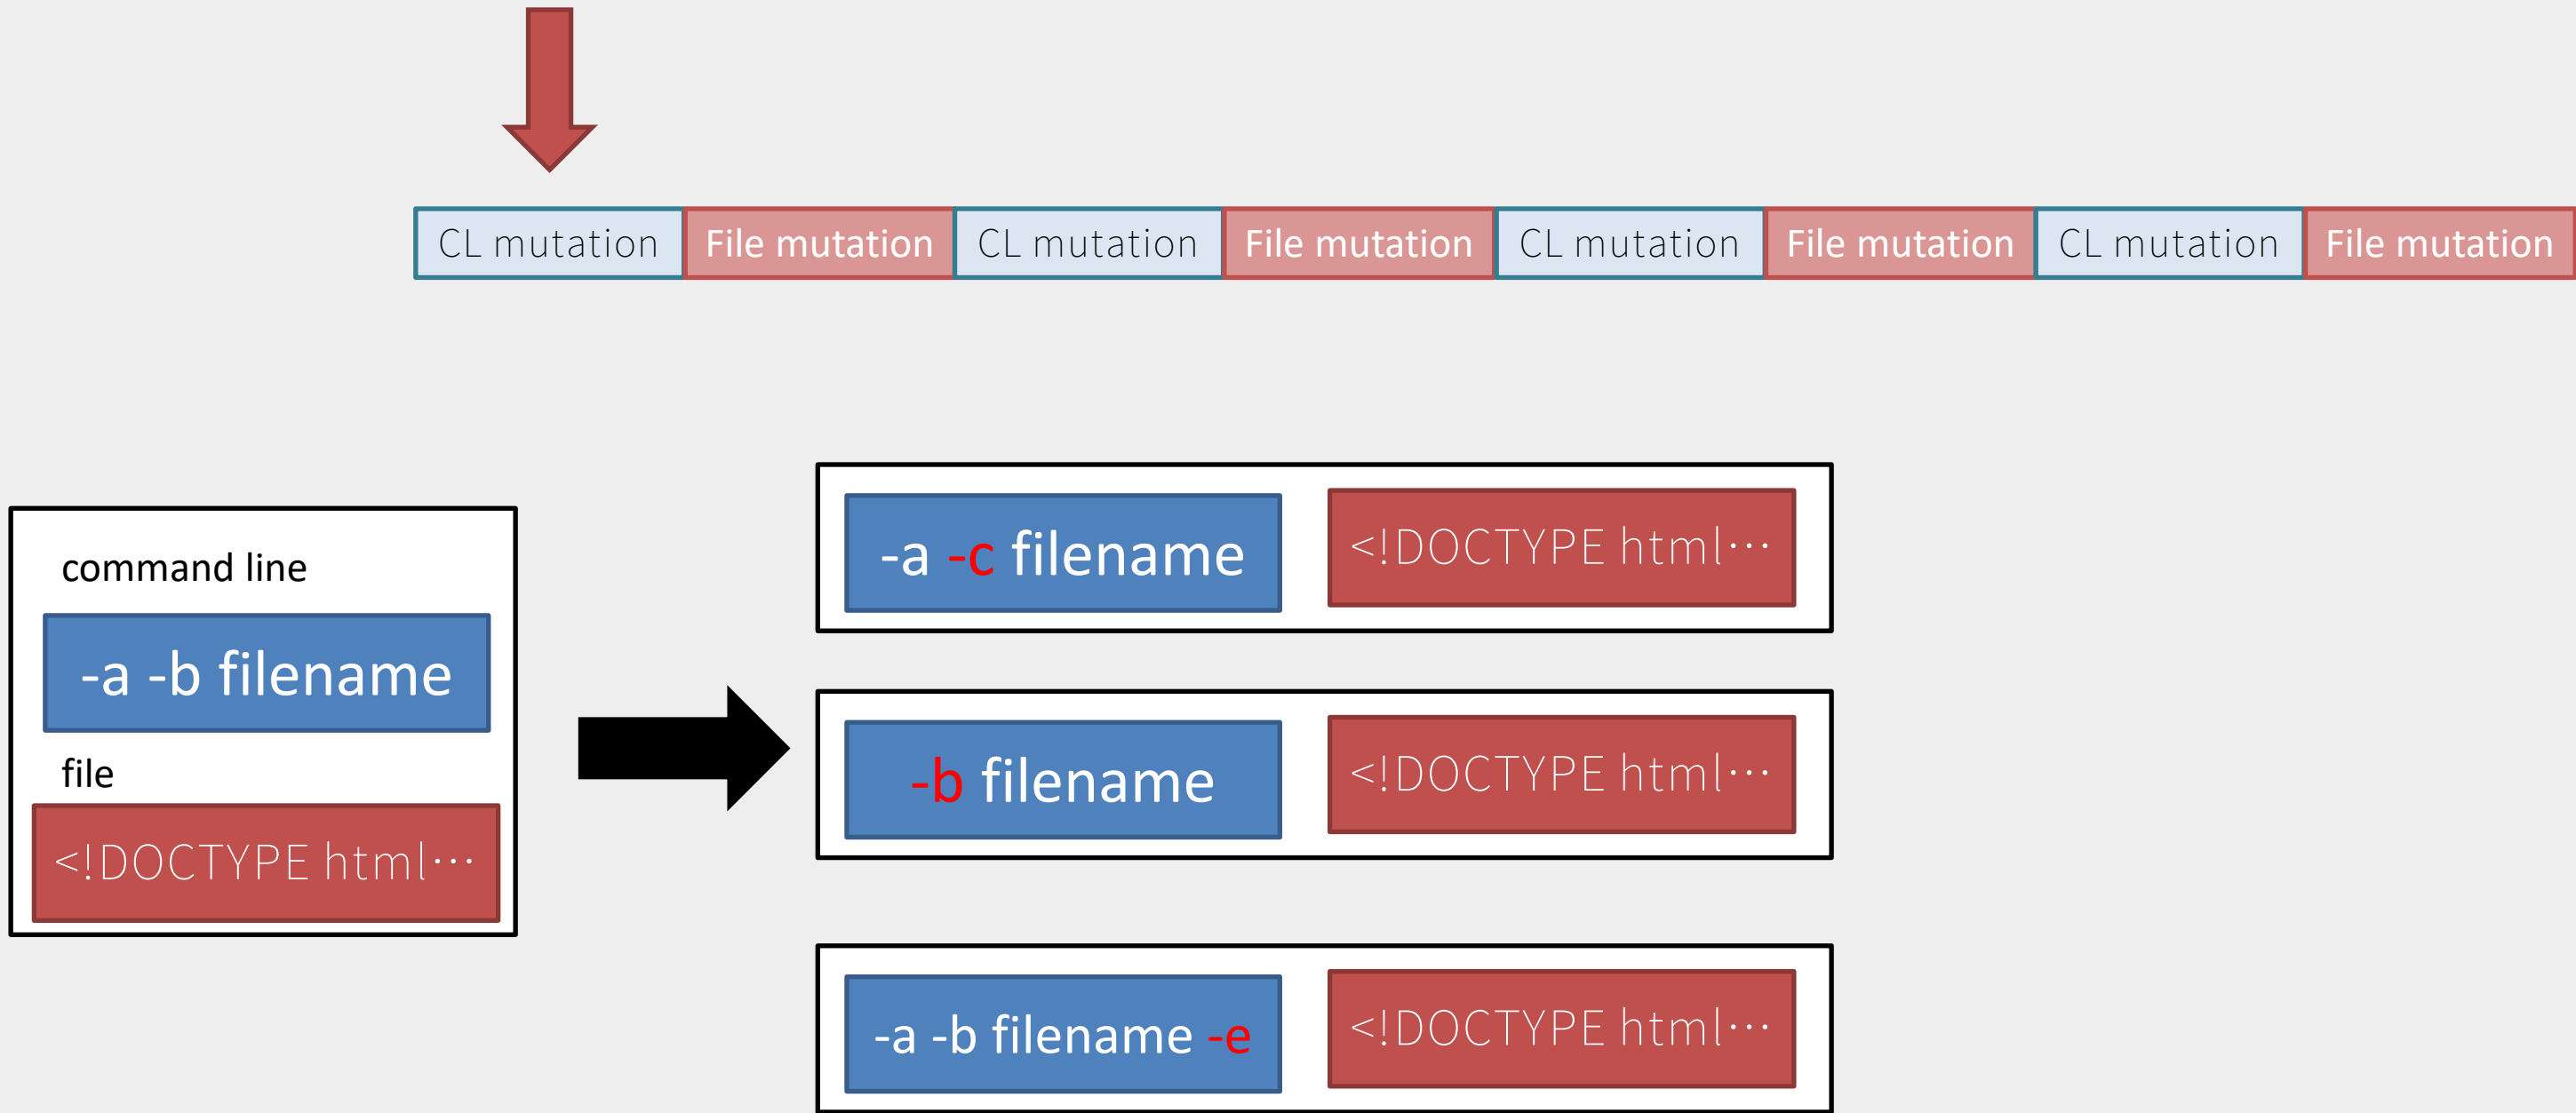 CL mutation File mutation CL mutation File mutation CL mutation File mutation CL mutation File mutation
command line
-a -b filename
file
<!DOCTYPE html…
-a -c filename
<!DOCTYPE html…
-b filename
<!DOCTYPE html…
-a -b filename -e
<!DOCTYPE html…